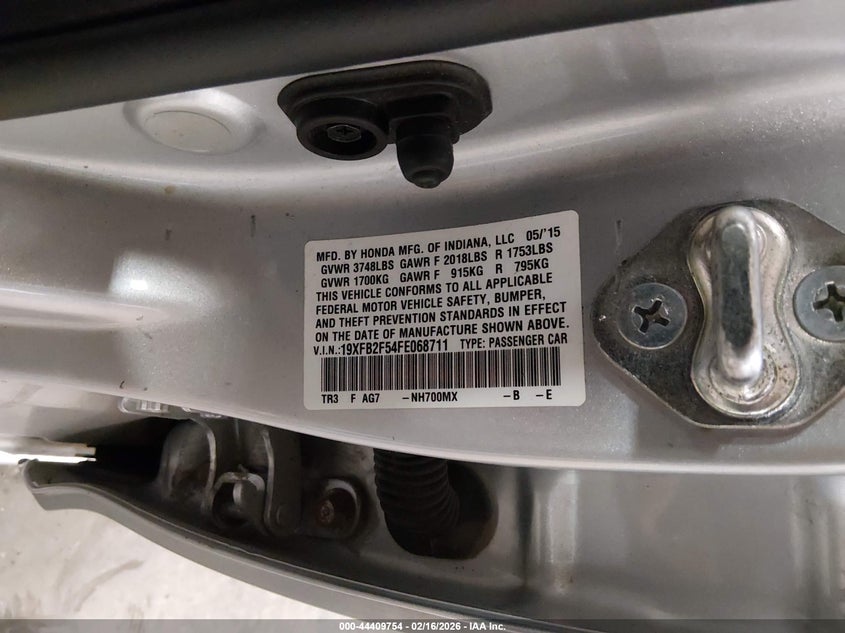 MFD. BY HONDA MFG. OF INDIANA, LLC 05/'15
GVWR 3748LBS GAWR F 2018LBS R 1753LBS
GVWR 1700KG GAWR F 915KG R 795KG
THIS VEHICLE CONFORMS TO ALL APPLICABLE
FEDERAL MOTOR VEHICLE SAFETY, BUMPER,
AND THEFT PREVENTION STANDARDS IN EFFECT
ON THE DATE OF MANUFACTURE SHOWN ABOVE.
V.I.N.:19XFB2F54FE068711 TYPE: PASSENGER CAR
TR3 F AG7 -NH700MX -B -E
000-44409754 - 02/16/2026 - IAA Inc.